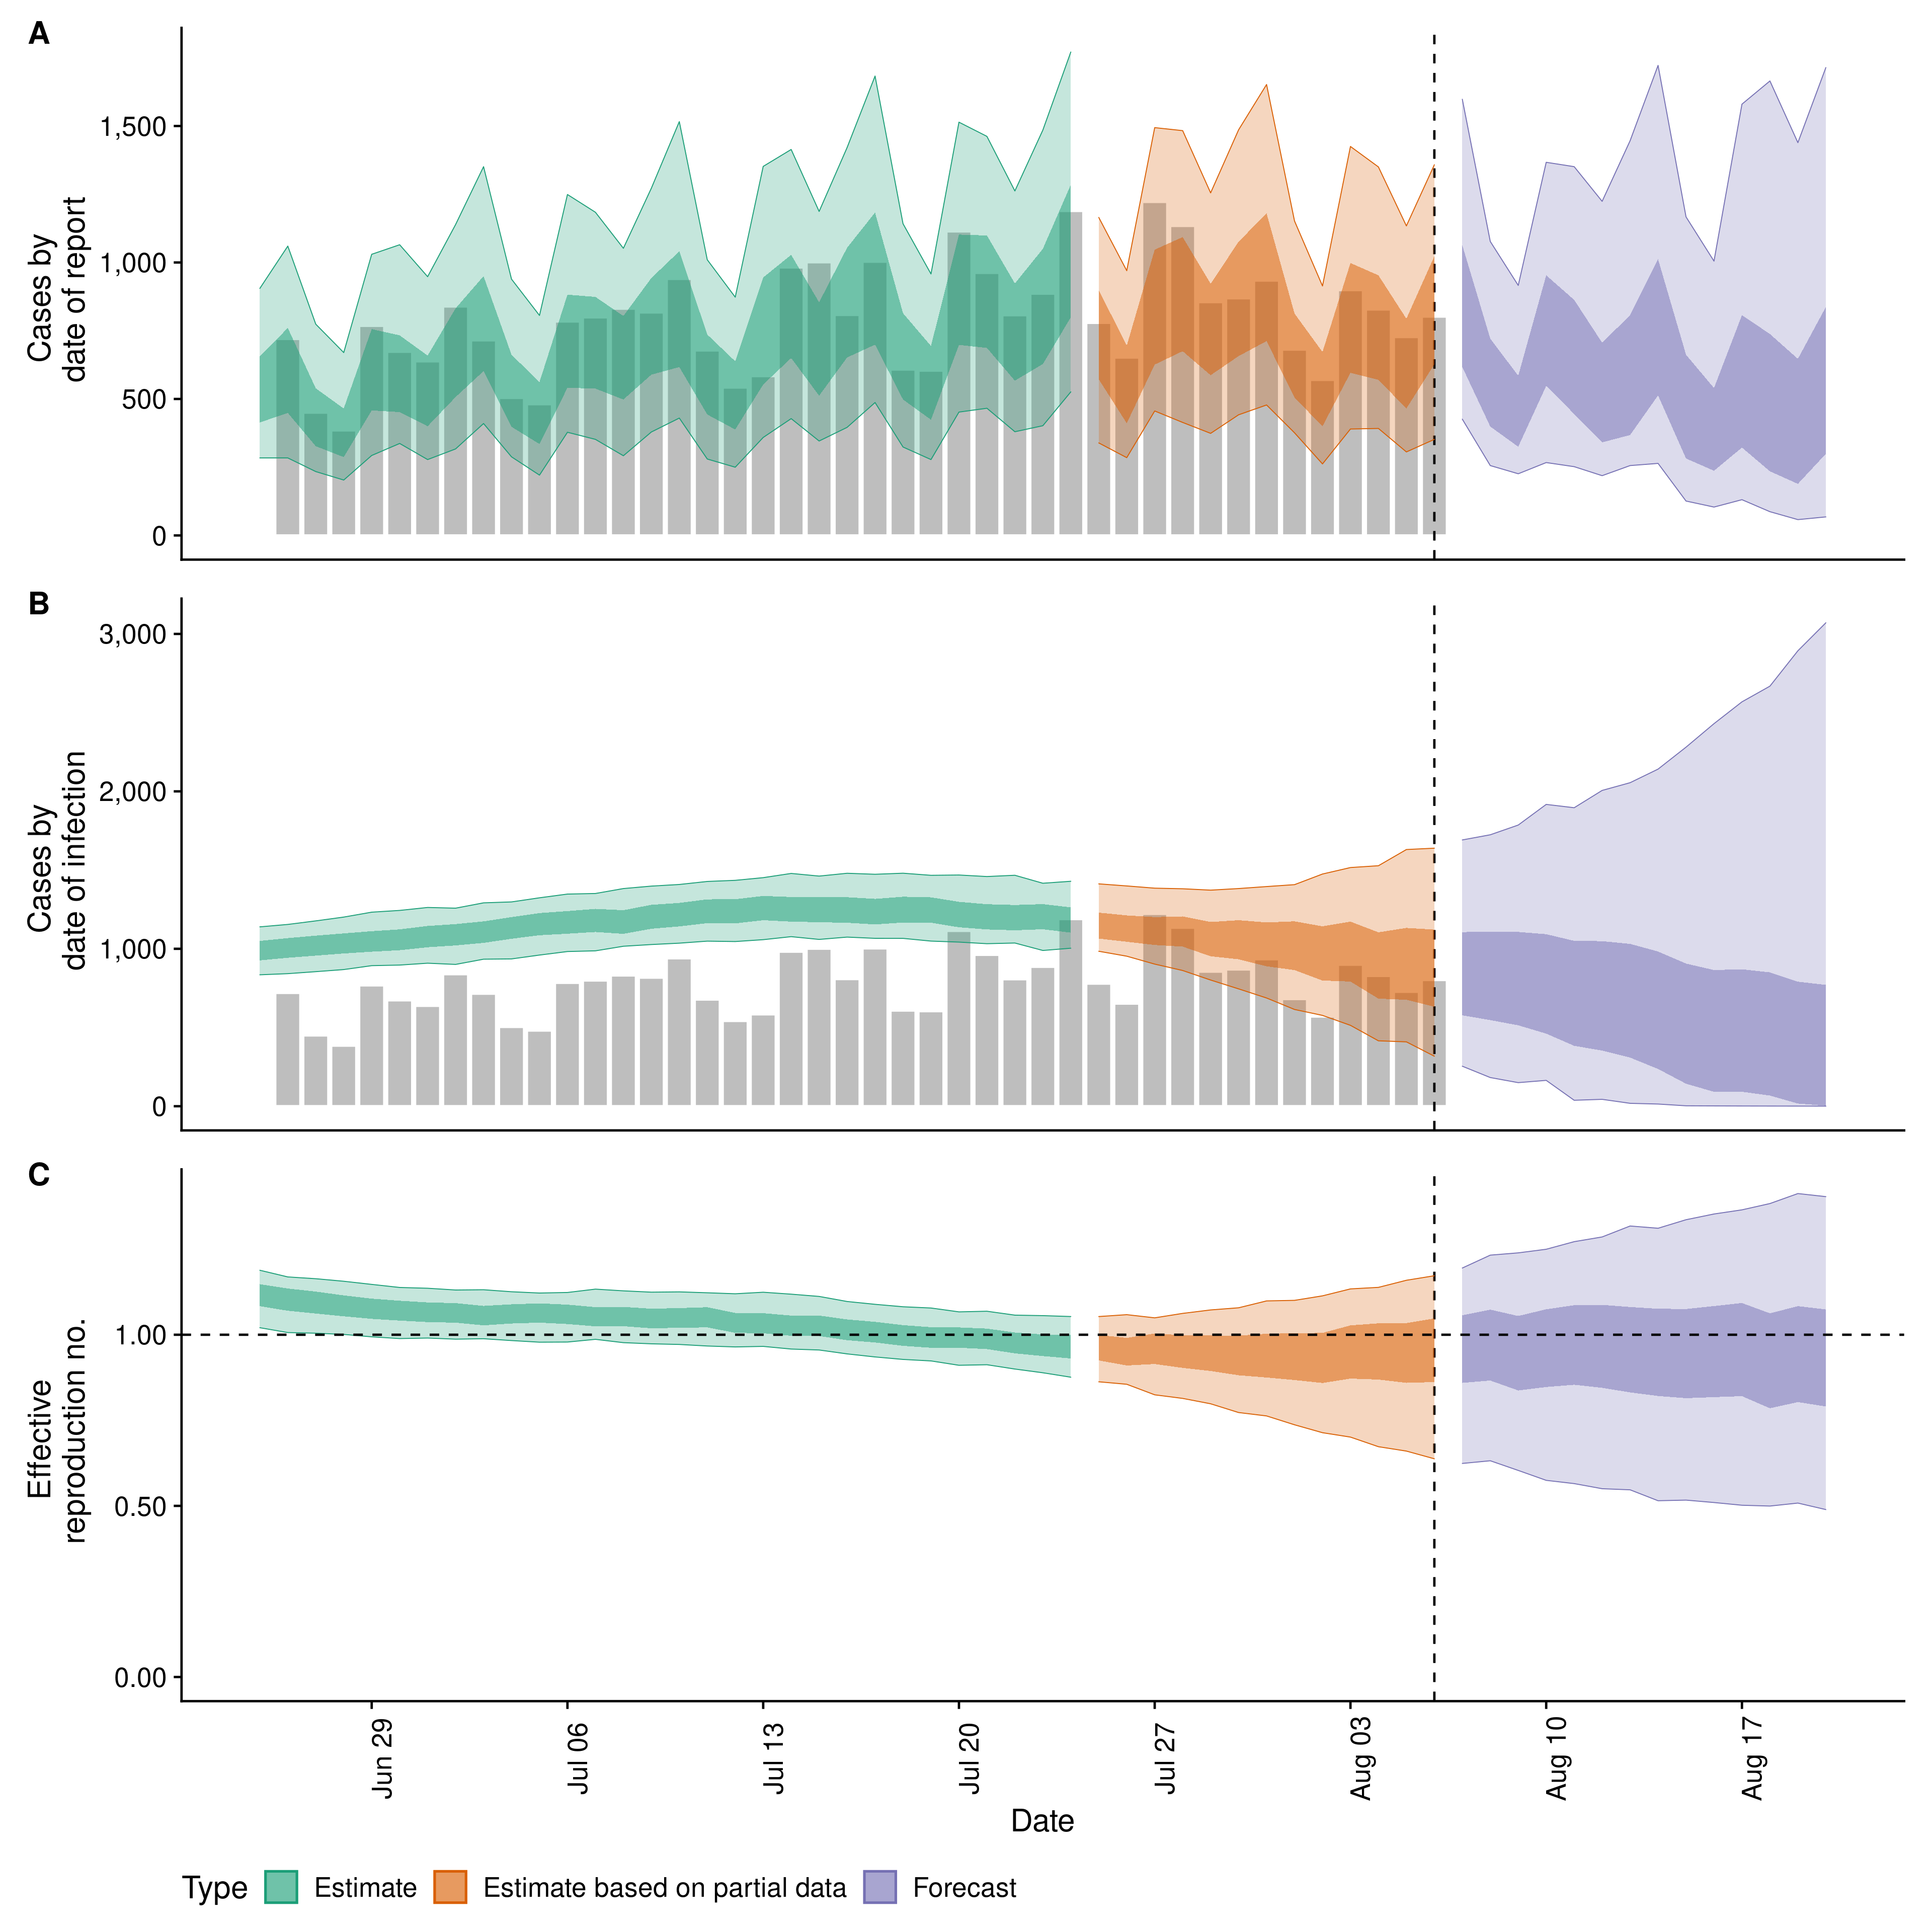 A
Cases by
date of report
1,500
1,000
500
0
B
Cases by
date of infection
3,000
2,000
1,000
0
C
Effective
reproduction no.
1.00
0.50
0.00
Jun 29
Jul 06
Jul 13
Jul 20
Jul 27
Aug 03
Aug 10
Aug 17
Date
Type Estimate Estimate based on partial data Forecast